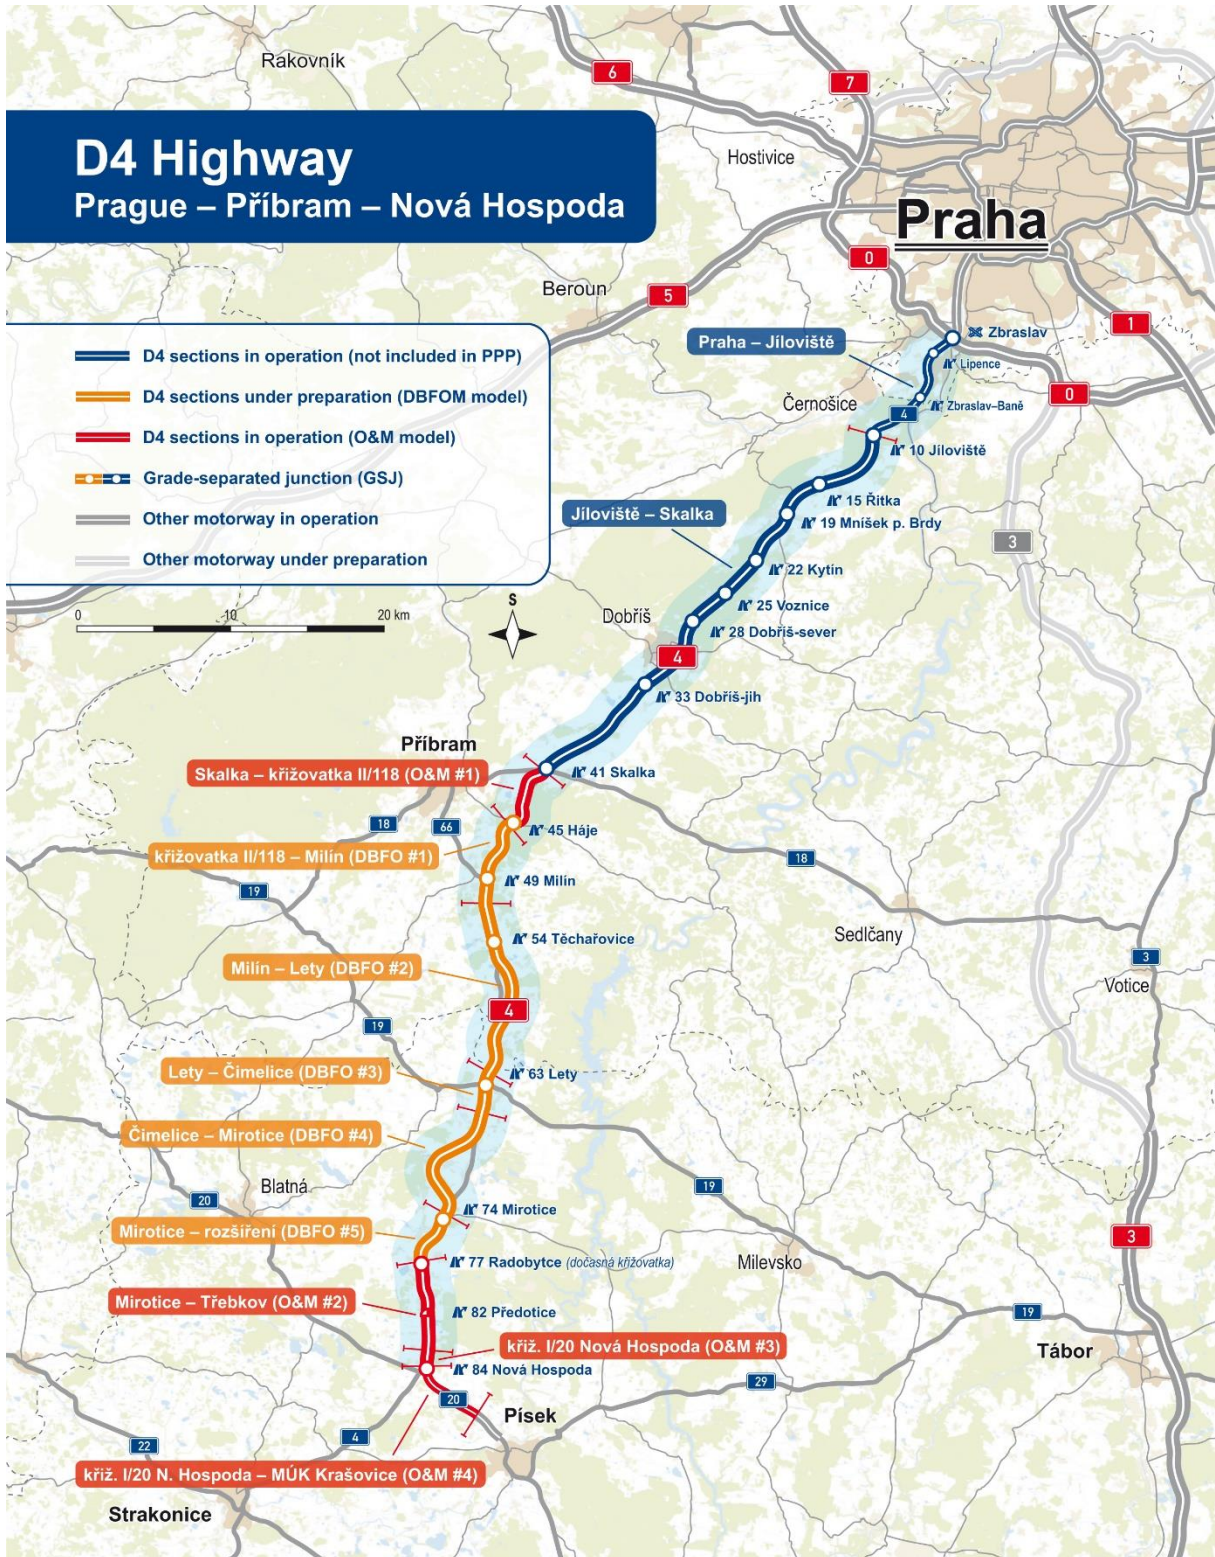 Rakovník
6
7
D4 Highway
Prague – Příbram – Nová Hospoda
Hostivice
Praha
0
Beroun
5
1
Praha – Jíloviště
Zbraslav
Lipence
D4 sections in operation (not included in PPP)
D4 sections under preparation (DBFOM model)
D4 sections in operation (O&M model)
Grade-separated junction (GSJ)
Other motorway in operation
Other motorway under preparation
0
Černošice
Zbraslav–Baně
4
10 Jíloviště
15 Řitka
Jíloviště – Skalka
19 Mníšek p. Brdy
3
22 Kytín
25 Voznice
0
10
20 km
S
Dobříš
28 Dobříš-sever
4
33 Dobříš-jih
Příbram
Skalka – křižovatka II/118 (O&M #1)
41 Skalka
18
66
45 Háje
křižovatka II/118 – Milín (DBFO #1)
18
49 Milín
19
54 Těchařovice
Sedlčany
3
Milín – Lety (DBFO #2)
Votice
4
19
Lety – Čimelice (DBFO #3)
63 Lety
Čimelice – Mirotice (DBFO #4)
Blatná
20
19
74 Mirotice
Mirotice – rozšíření (DBFO #5)
3
77 Radobytce (dočasná křižovatka)
Milevsko
Mirotice – Třebkov (O&M #2)
82 Předotice
19
křiž. I/20 Nová Hospoda (O&M #3)
Tábor
84 Nová Hospoda
29
20
Písek
4
22
křiž. I/20 N. Hospoda – MÚK Krašovice (O&M #4)
Strakonice